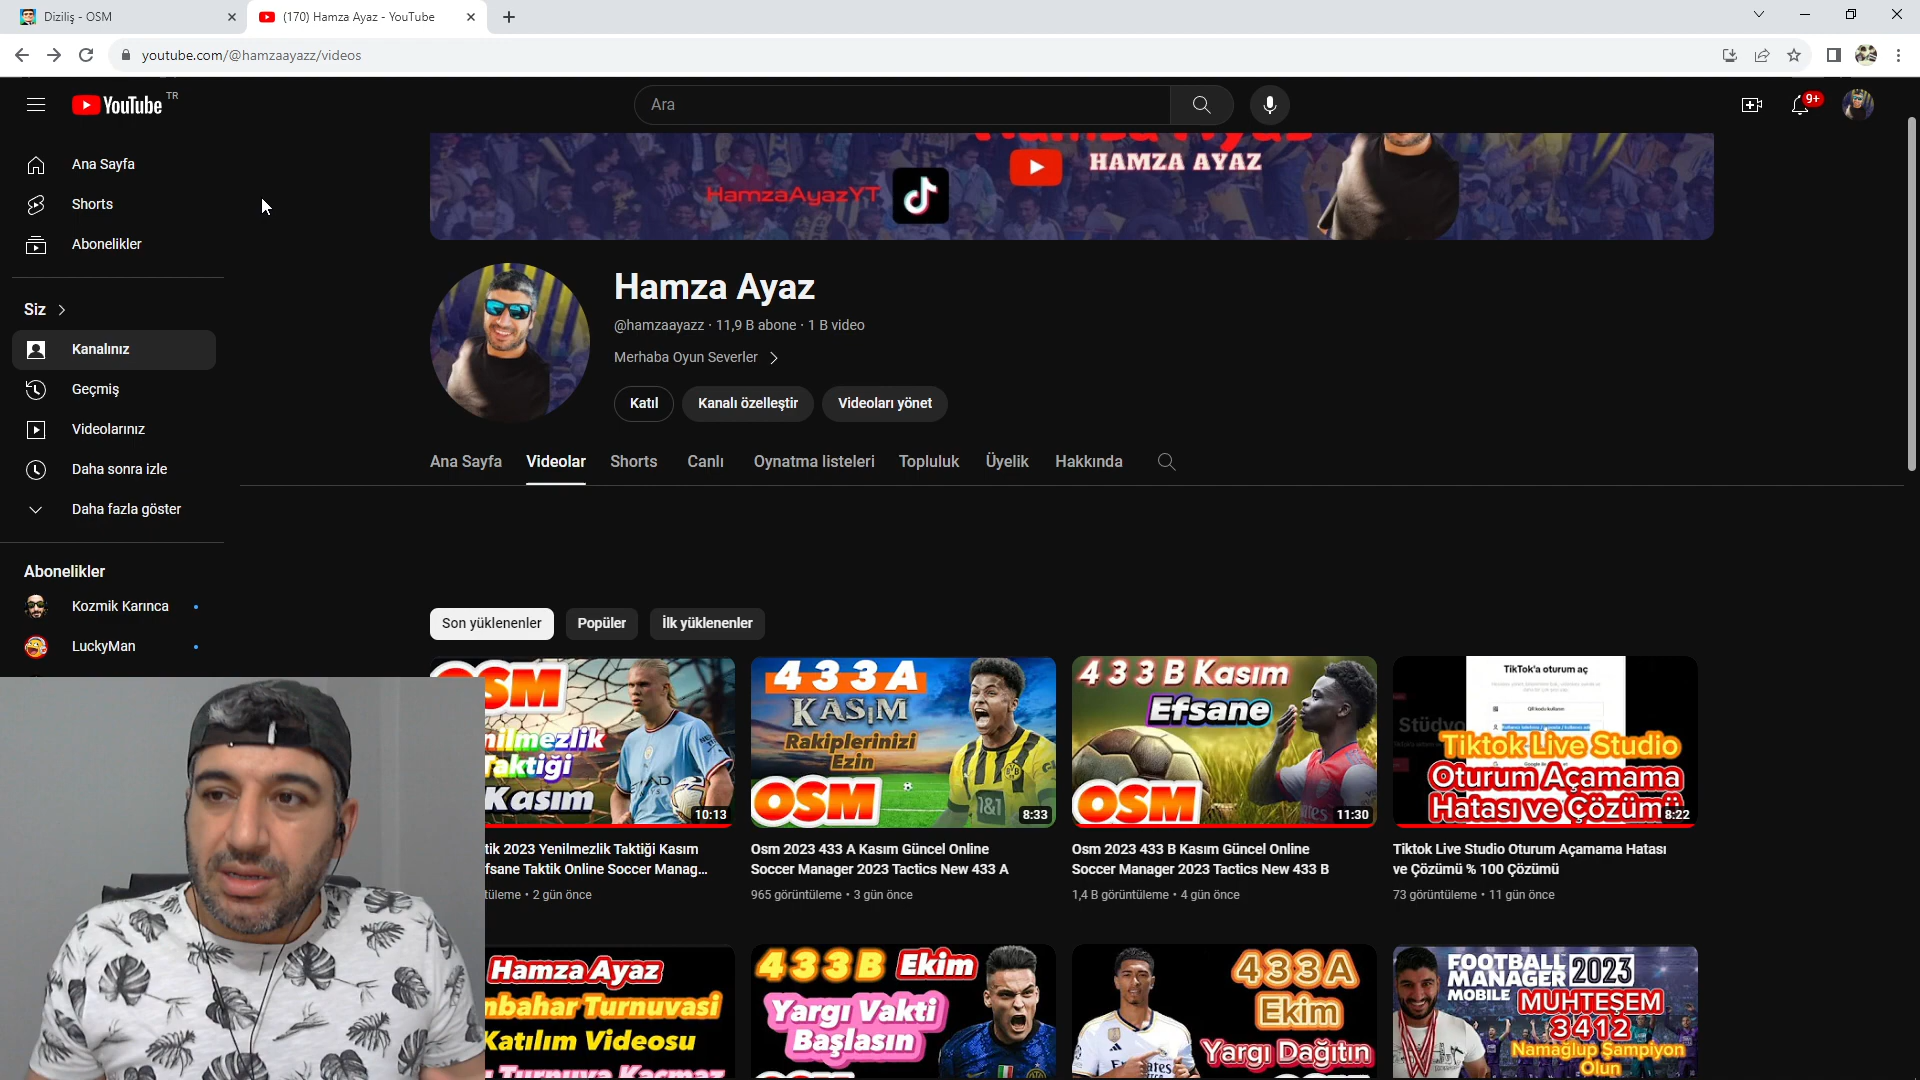 Diziliş - OSM
(170) Hamza Ayaz - YouTube
youtube.com/@hamzaayazz/videos
YouTube TR
Ara
9+
Ana Sayfa
Shorts
Abonelikler
Siz
Kanalınız
Geçmiş
Videolarınız
Daha sonra izle
Daha fazla göster
Abonelikler
Kozmik Karınca
LuckyMan
HAMZA AYAZ
HamzaAyazYT
Hamza Ayaz
@hamzaayazz · 11,9 B abone · 1 B video
Merhaba Oyun Severler
Katıl
Kanalı özelleştir
Videoları yönet
Ana Sayfa
Videolar
Shorts
Canlı
Oynatma listeleri
Topluluk
Üyelik
Hakkında
Son yüklenenler
Popüler
İlk yüklenenler
Taktiği
Kasım
10:13
433A
KASIM
Rakiplerinizi
Ezin
OSM
8:33
433B Kasım
Efsane
OSM
11:30
TikTok'a oturum aç
Tiktok Live Studio
Oturum Açamama
Hatası ve Çözümü
8:22
tik 2023 Yenilmezlik Taktiği Kasım
fsane Taktik Online Soccer Manag...
tüleme • 2 gün önce
Osm 2023 433 A Kasım Güncel Online
Soccer Manager 2023 Tactics New 433 A
965 görüntüleme • 3 gün önce
Osm 2023 433 B Kasım Güncel Online
Soccer Manager 2023 Tactics New 433 B
1,4 B görüntüleme • 4 gün önce
Tiktok Live Studio Oturum Açamama Hatası
ve Çözümü % 100 Çözümü
73 görüntüleme • 11 gün önce
Hamza Ayaz
nbahar Turnuvasi
Katılım Videosu
Turnuva Kaçmaz
433B Ekim
Yargı Vakti
Başlasın
433A
Ekim
Yargı Dağıtın
FOOTBALL
MANAGER 2023
MOBILE MUHTEŞEM
3412
Namağlup Şampiyon
Olun